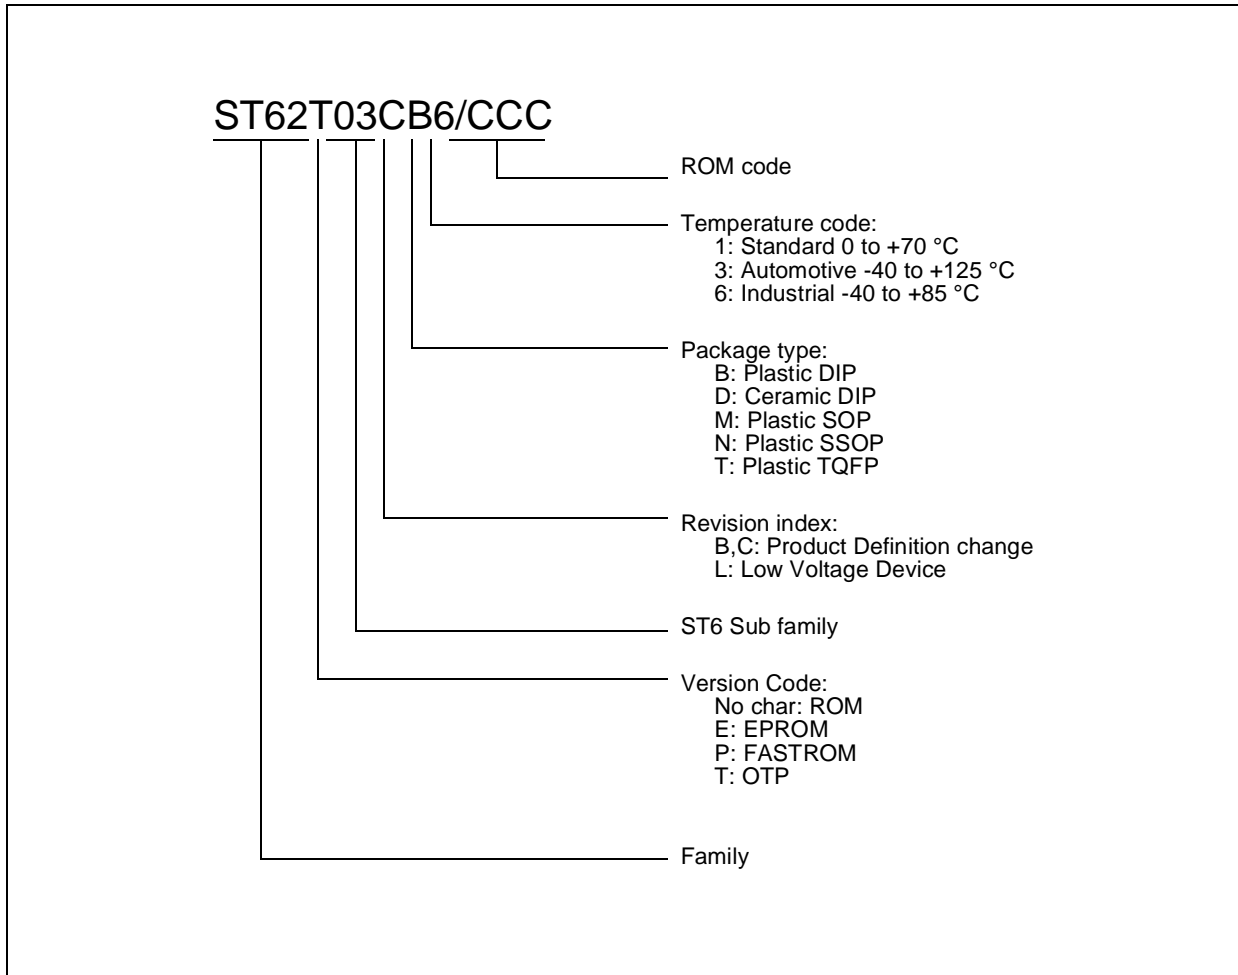 ST62T03CB6/CCC
ROM code
Temperature code:
1: Standard 0 to +70 °C
3: Automotive -40 to +125 °C
6: Industrial -40 to +85 °C
Package type:
B: Plastic DIP
D: Ceramic DIP
M: Plastic SOP
N: Plastic SSOP
T: Plastic TQFP
Revision index:
B,C: Product Definition change
L: Low Voltage Device
ST6 Sub family
Version Code:
No char: ROM
E: EPROM
P: FASTROM
T: OTP
Family